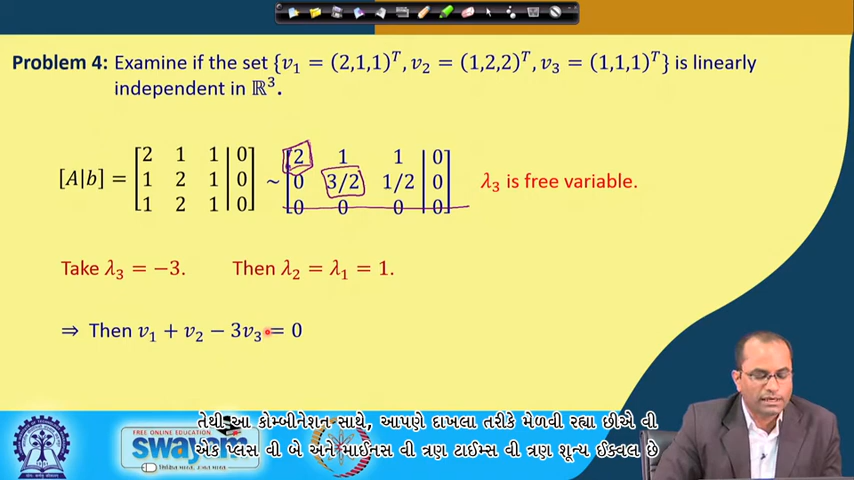 Problem 4: Examine if the set {v₁ = (2,1,1)ᵀ, v₂ = (1,2,2)ᵀ, v₃ = (1,1,1)ᵀ} is linearly
independent in ℝ³.
[A|b] = [2 1 1 | 0; 1 2 1 | 0; 1 2 1 | 0] ~ [2 1 1 | 0; 0 3/2 1/2 | 0; 0 0 0 | 0] λ₃ is free variable.
Take λ₃ = −3. Then λ₂ = λ₁ = 1.
⇒ Then v₁ + v₂ − 3v₃ = 0
FREE ONLINE EDUCATION
swayam
તેથી આ કોમ્બીનેશન સાથે, આપણે દાખલા તરીકે મેળવી રહ્યા છીએ વી
એક પ્લસ વી બે અને માઈનસ વી ત્રણ ટાઈમ્સ વી ત્રણ શૂન્ય ઈક્વલ છે